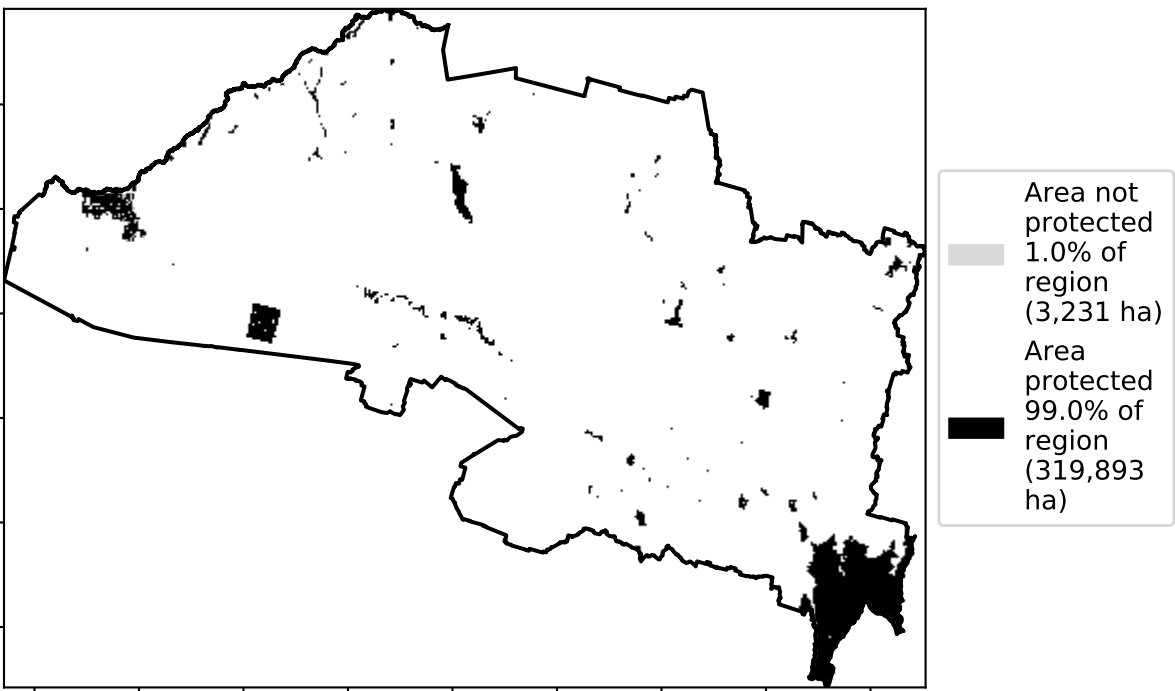 Area not
protected
1.0% of
region
(3,231 ha)
Area
protected
99.0% of
region
(319,893
ha)